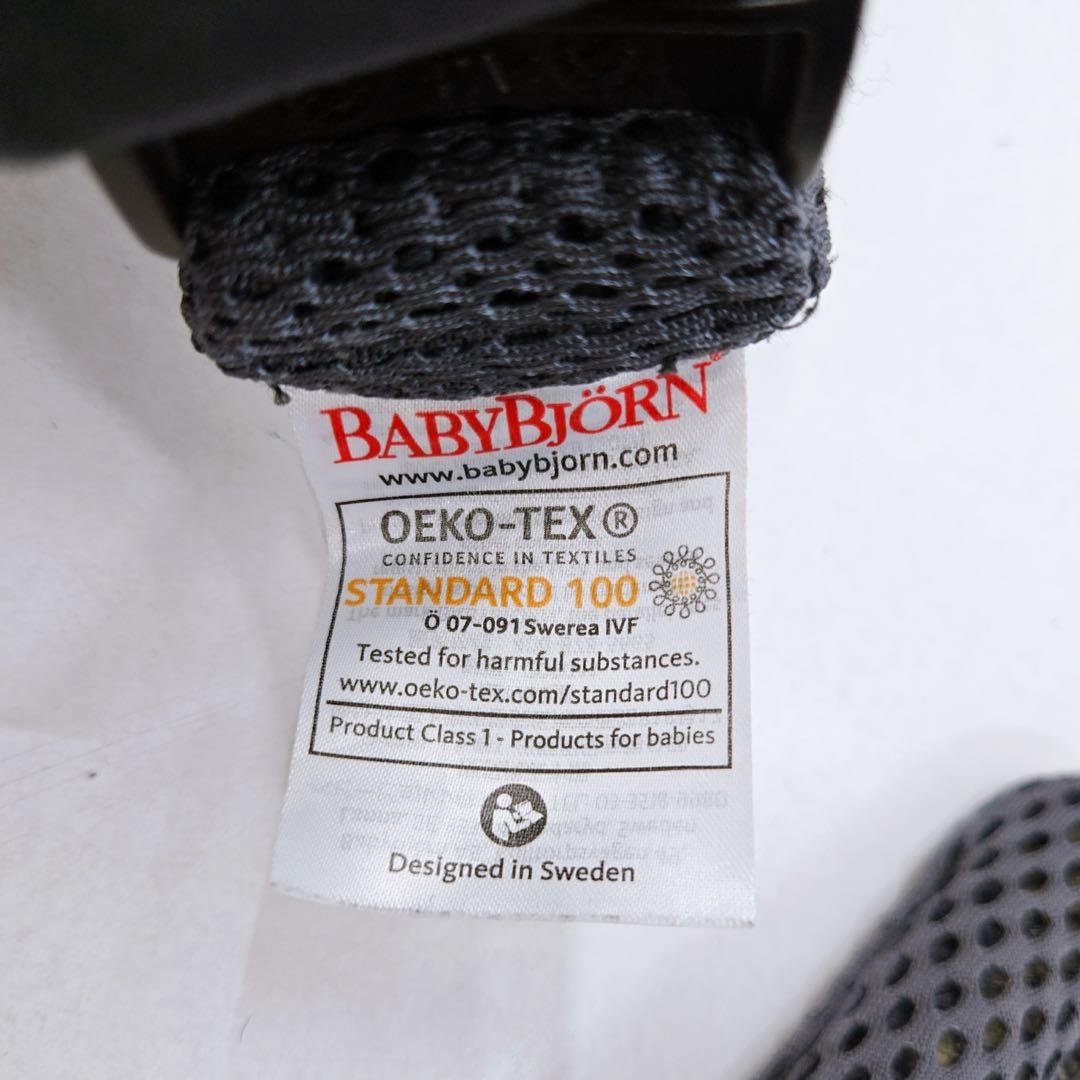 BABYBJÖRN®
www.babybjorn.com
OEKO-TEX®
CONFIDENCE IN TEXTILES
STANDARD 100
Ö 07-091 Swerea IVF
Tested for harmful substances.
www.oeko-tex.com/standard100
Product Class 1 - Products for babies
Designed in Sweden